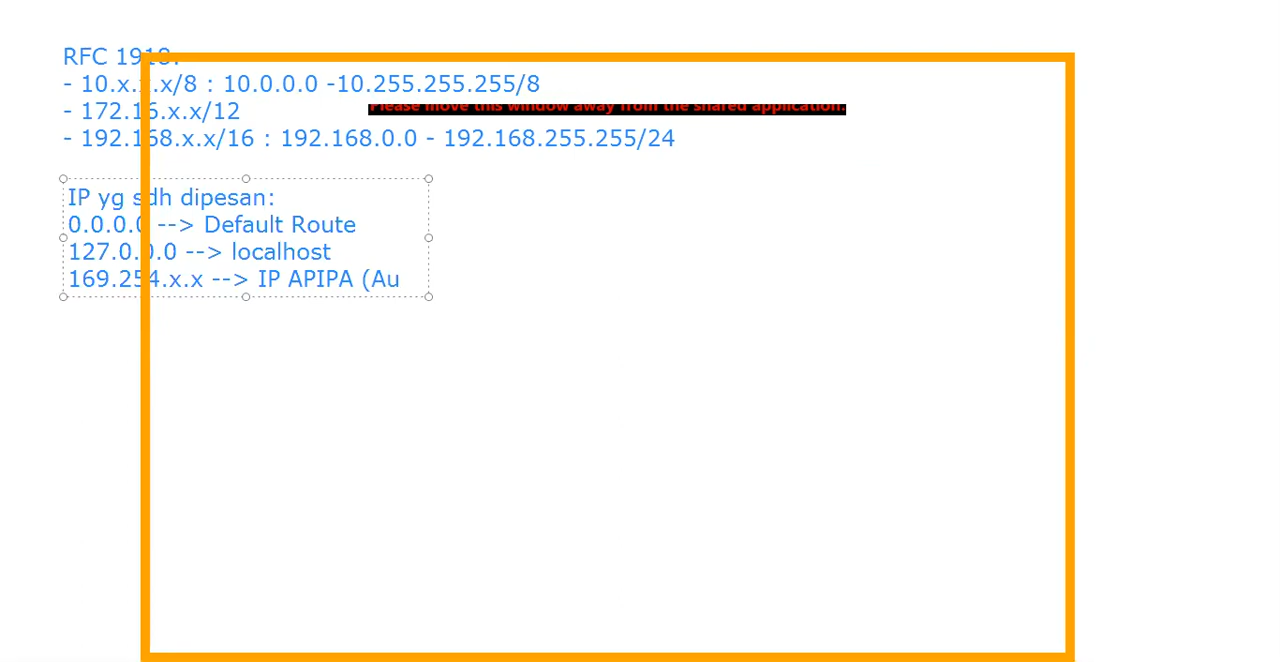 RFC 1918:
- 10.x.x.x/8 : 10.0.0.0 -10.255.255.255/8
- 172.16.x.x/12
Please move this window away from the shared application.
- 192.168.x.x/16 : 192.168.0.0 - 192.168.255.255/24
IP yg sdh dipesan:
0.0.0.0 --> Default Route
127.0.0.0 --> localhost
169.254.x.x --> IP APIPA (Au